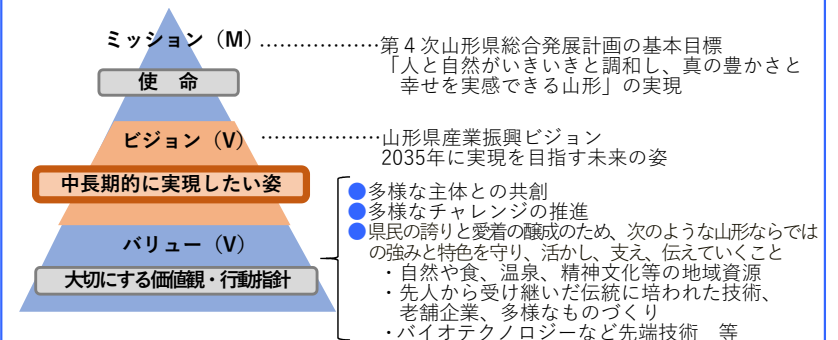 ミッション（M）………………第４次山形県総合発展計画の基本目標
使　命
「人と自然がいきいきと調和し、真の豊かさと
幸せを実感できる山形」の実現
ビジョン（V） ………………山形県産業振興ビジョン
2035年に実現を目指す未来の姿
中長期的に実現したい姿
バリュー（V）
大切にする価値観・行動指針
●多様な主体との共創
●多様なチャレンジの推進
●県民の誇りと愛着の醸成のため、次のような山形ならでは
の強みと特色を守り、活かし、支え、伝えていくこと
・自然や食、温泉、精神文化等の地域資源
・先人から受け継いだ伝統に培われた技術、
老舗企業、多様なものづくり
・バイオテクノロジーなど先端技術　等